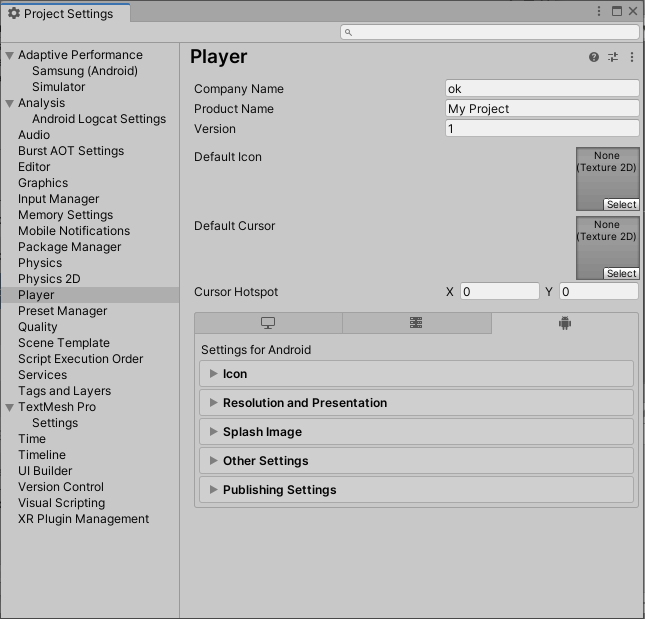 Project Settings
Adaptive Performance
Samsung (Android)
Simulator
Analysis
Android Logcat Settings
Audio
Burst AOT Settings
Editor
Graphics
Input Manager
Memory Settings
Mobile Notifications
Package Manager
Physics
Physics 2D
Player
Preset Manager
Quality
Scene Template
Script Execution Order
Services
Tags and Layers
TextMesh Pro
Settings
Time
Timeline
UI Builder
Version Control
Visual Scripting
XR Plugin Management
Player
Company Name ok
Product Name My Project
Version 1
Default Icon
None
(Texture 2D)
Select
Default Cursor
None
(Texture 2D)
Select
Cursor Hotspot X 0 Y 0
Settings for Android
Icon
Resolution and Presentation
Splash Image
Other Settings
Publishing Settings